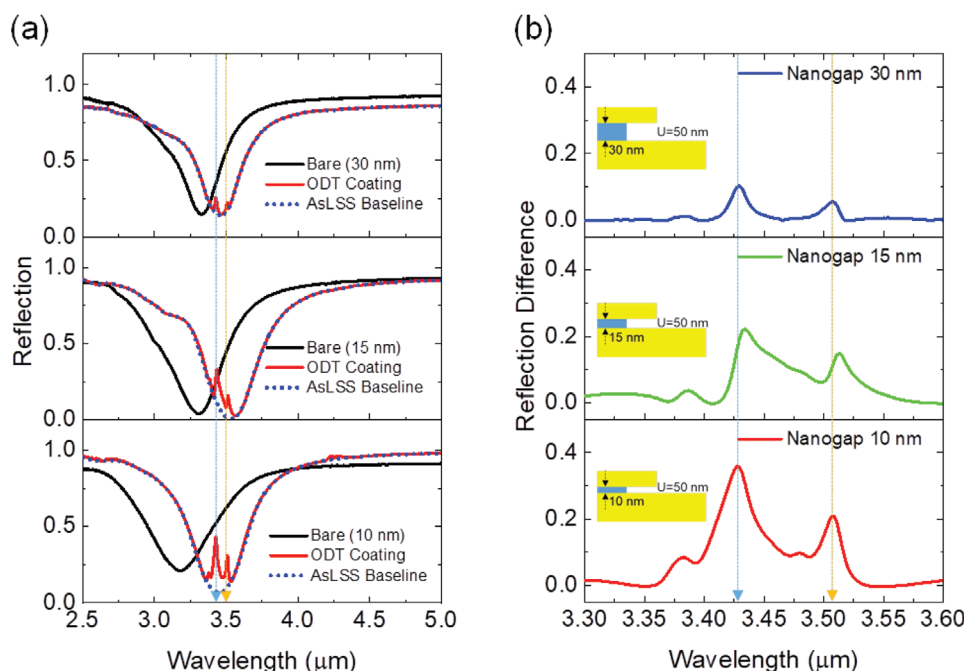 (a)
(b)
Reflection
1.0
0.5
0.0
Bare (30 nm)
ODT Coating
AsLSS Baseline
1.0
0.5
0.0
Bare (15 nm)
ODT Coating
AsLSS Baseline
1.0
0.5
0.0
Bare (10 nm)
ODT Coating
AsLSS Baseline
2.5 3.0 3.5 4.0 4.5 5.0
Wavelength (μm)
Reflection Difference
0.4
0.2
0.0
Nanogap 30 nm
U=50 nm
30 nm
0.4
0.2
0.0
Nanogap 15 nm
U=50 nm
15 nm
0.4
0.2
0.0
Nanogap 10 nm
U=50 nm
10 nm
3.30 3.35 3.40 3.45 3.50 3.55 3.60
Wavelength (μm)